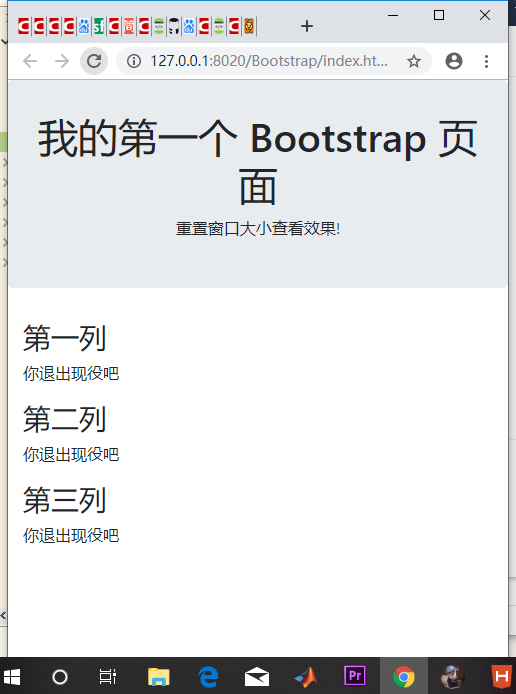 127.0.0.1:8020/Bootstrap/index.ht...
我的第一个 Bootstrap 页
面
重置窗口大小查看效果!
第一列
你退出现役吧
第二列
你退出现役吧
第三列
你退出现役吧
Pr